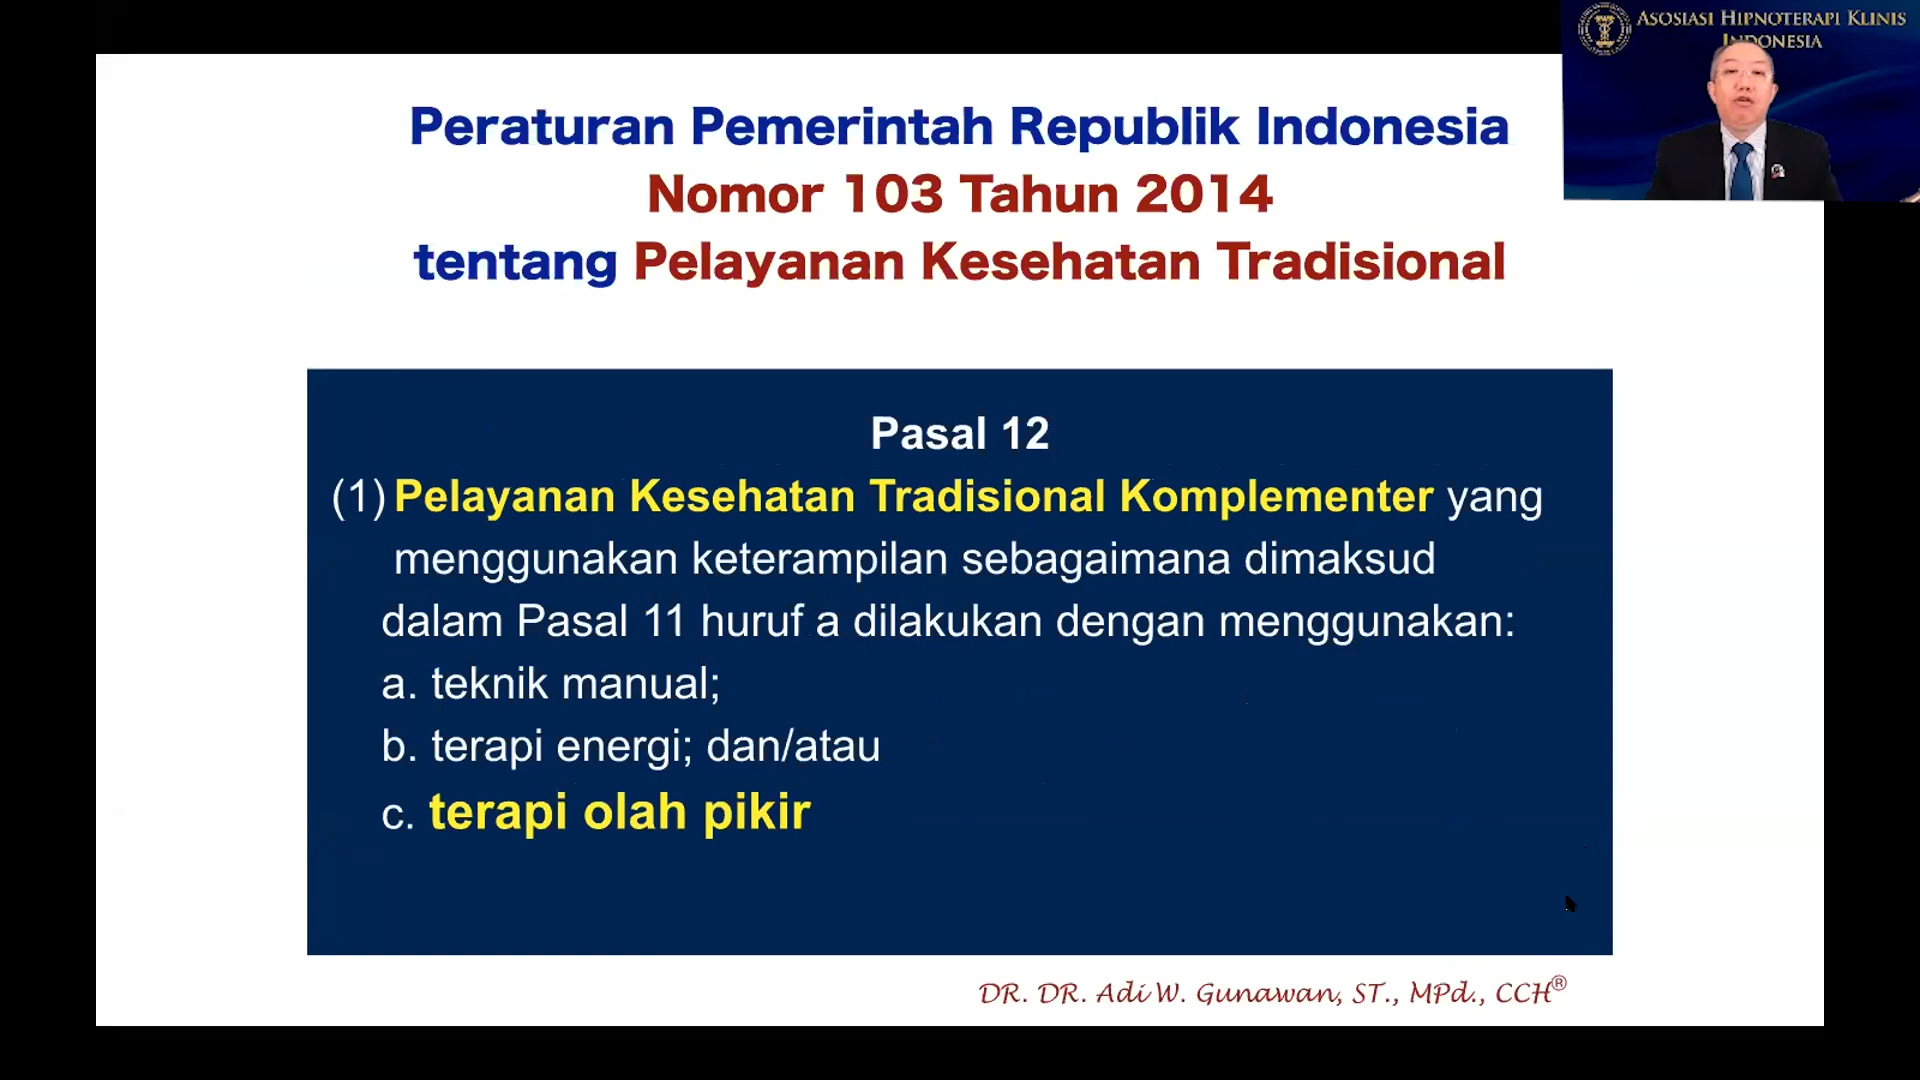 ASOSIASI HIPNOTERAPI KLINIS
INDONESIA
Peraturan Pemerintah Republik Indonesia
Nomor 103 Tahun 2014
tentang Pelayanan Kesehatan Tradisional
Pasal 12
(1) Pelayanan Kesehatan Tradisional Komplementer yang
menggunakan keterampilan sebagaimana dimaksud
dalam Pasal 11 huruf a dilakukan dengan menggunakan:
a. teknik manual;
b. terapi energi; dan/atau
c. terapi olah pikir
DR. DR. Adi W. Gunawan, ST., MPd., CCH®